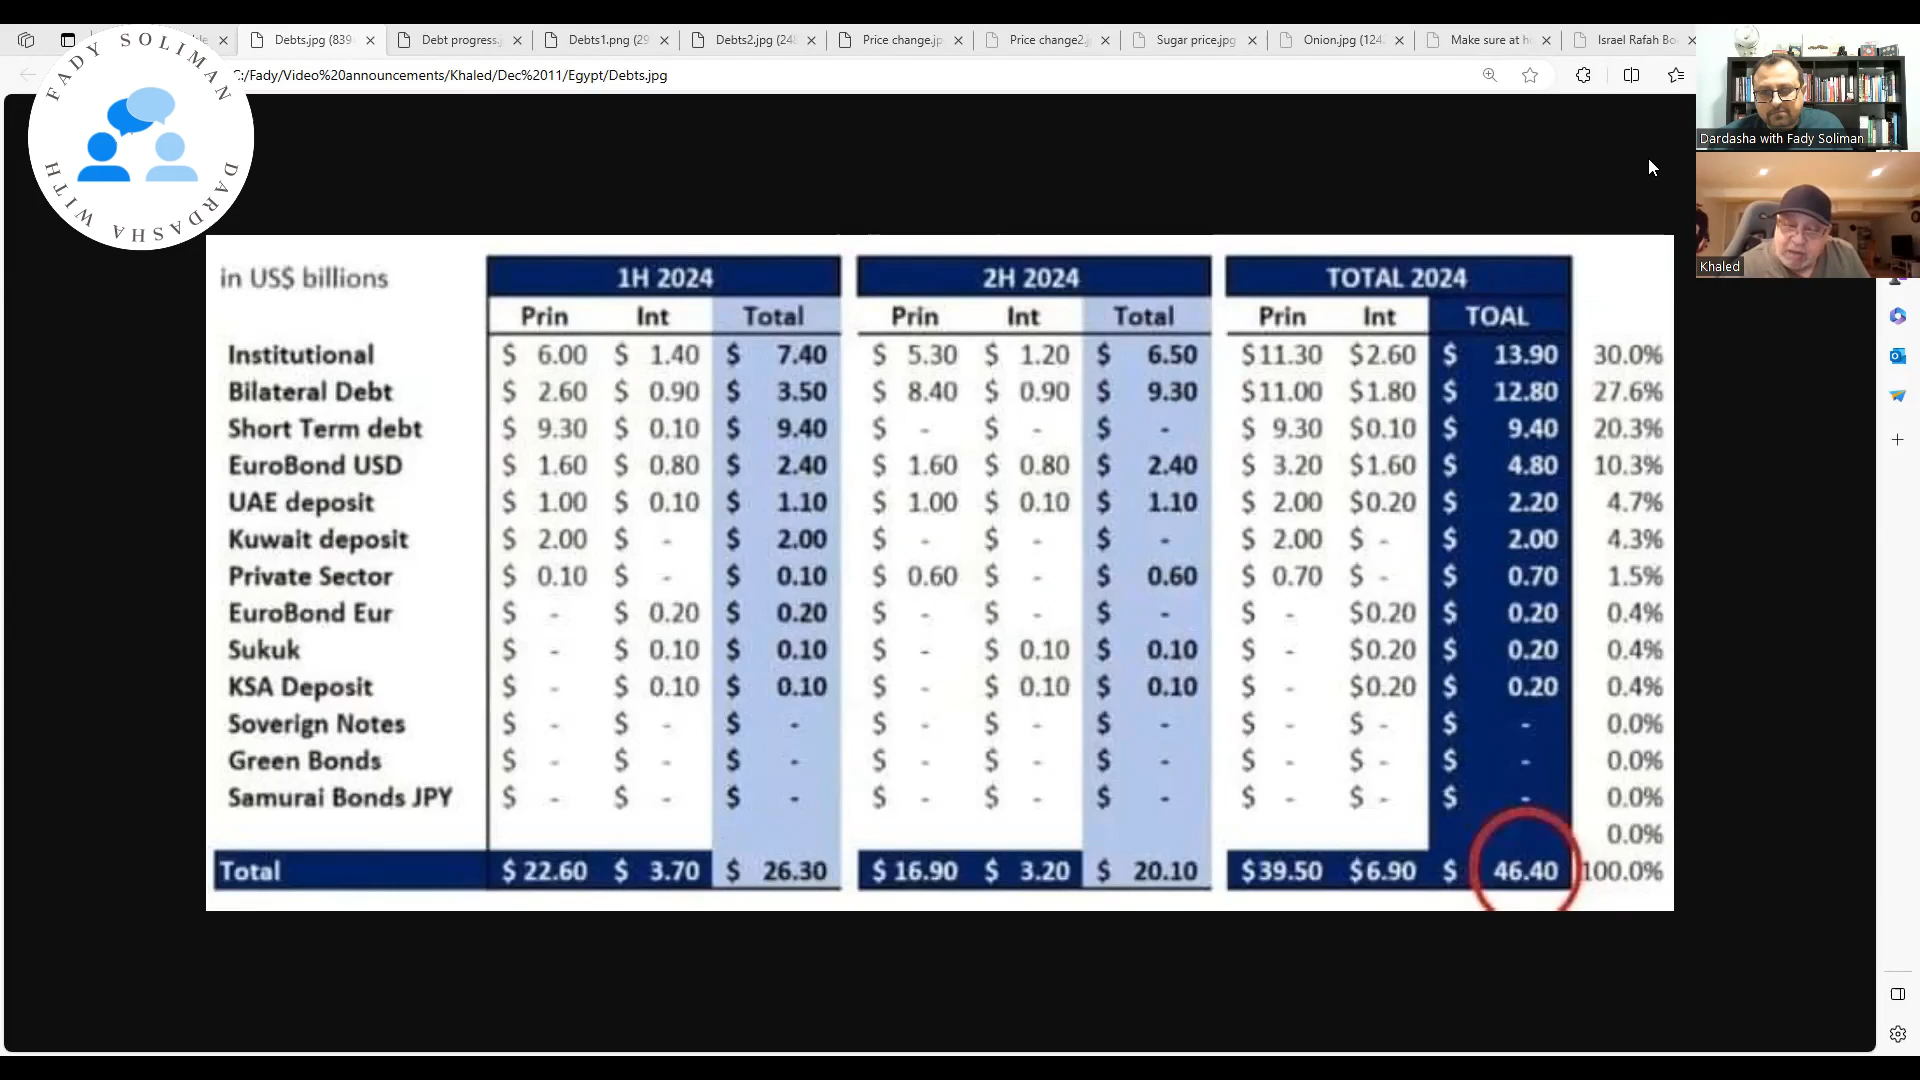 Debts.jpg (839
Debt progress.
Debts1.png (29
Debts2.jpg (24
Price change.jp
Price change2.j
Sugar price.jpg
Onion.jpg (124
Make sure at h
Israel Rafah Bo
C:/Fady/Video%20announcements/Khaled/Dec%2011/Egypt/Debts.jpg
DARDASHA WITH FADY SOLIMAN
Dardasha with Fady Soliman
Khaled
in US$ billions 1H 2024 2H 2024 TOTAL 2024
Prin Int Total Prin Int Total Prin Int TOAL
Institutional $ 6.00 $ 1.40 $ 7.40 $ 5.30 $ 1.20 $ 6.50 $11.30 $2.60 $ 13.90 30.0%
Bilateral Debt $ 2.60 $ 0.90 $ 3.50 $ 8.40 $ 0.90 $ 9.30 $11.00 $1.80 $ 12.80 27.6%
Short Term debt $ 9.30 $ 0.10 $ 9.40 $ - $ - $ - $ 9.30 $0.10 $ 9.40 20.3%
EuroBond USD $ 1.60 $ 0.80 $ 2.40 $ 1.60 $ 0.80 $ 2.40 $ 3.20 $1.60 $ 4.80 10.3%
UAE deposit $ 1.00 $ 0.10 $ 1.10 $ 1.00 $ 0.10 $ 1.10 $ 2.00 $0.20 $ 2.20 4.7%
Kuwait deposit $ 2.00 $ - $ 2.00 $ - $ - $ - $ 2.00 $ - $ 2.00 4.3%
Private Sector $ 0.10 $ - $ 0.10 $ 0.60 $ - $ 0.60 $ 0.70 $ - $ 0.70 1.5%
EuroBond Eur $ - $ 0.20 $ 0.20 $ - $ - $ - $ - $0.20 $ 0.20 0.4%
Sukuk $ - $ 0.10 $ 0.10 $ - $ 0.10 $ 0.10 $ - $0.20 $ 0.20 0.4%
KSA Deposit $ - $ 0.10 $ 0.10 $ - $ 0.10 $ 0.10 $ - $0.20 $ 0.20 0.4%
Soverign Notes $ - $ - $ - $ - $ - $ - $ - $ - $ - 0.0%
Green Bonds $ - $ - $ - $ - $ - $ - $ - $ - $ - 0.0%
Samurai Bonds JPY $ - $ - $ - $ - $ - $ - $ - $ - $ - 0.0%
0.0%
Total $ 22.60 $ 3.70 $ 26.30 $ 16.90 $ 3.20 $ 20.10 $39.50 $6.90 $ 46.40 100.0%